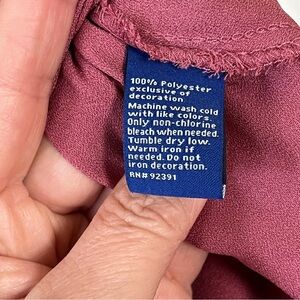 100% Polyester
exclusive of
decoration
Machine wash cold
with like colors.
Only non-chlorine
bleach when needed.
Tumble dry low.
Warm iron if
needed. Do not
iron decoration.
RN# 92391